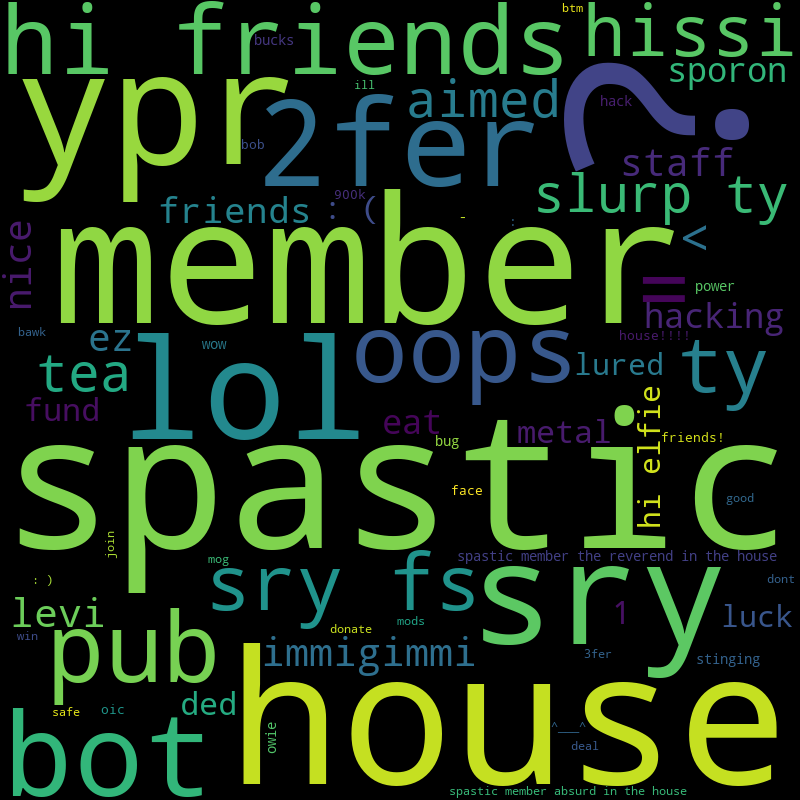 btm
hi friends
hissi
bucks
sporon
ypr
ill
aimed
hack
?
2fer
bob
staff
900k
slurp ty
friends
: (
-
:
nice
member
<
=
power
hacking
bawk
ez
wow
lol
oops
house!!!!
lured
ty
tea
fund
eat
metal
hi elfie
bug
friends!
spastic
face
good
join
spastic member the reverend in the house
mog
: )
sry fs
sry
dont
levi
mods
1
luck
donate
win
pub
immigimmi
3fer
stinging
house
safe
oic
ded
owie
^___^
deal
bot
spastic member absurd in the house